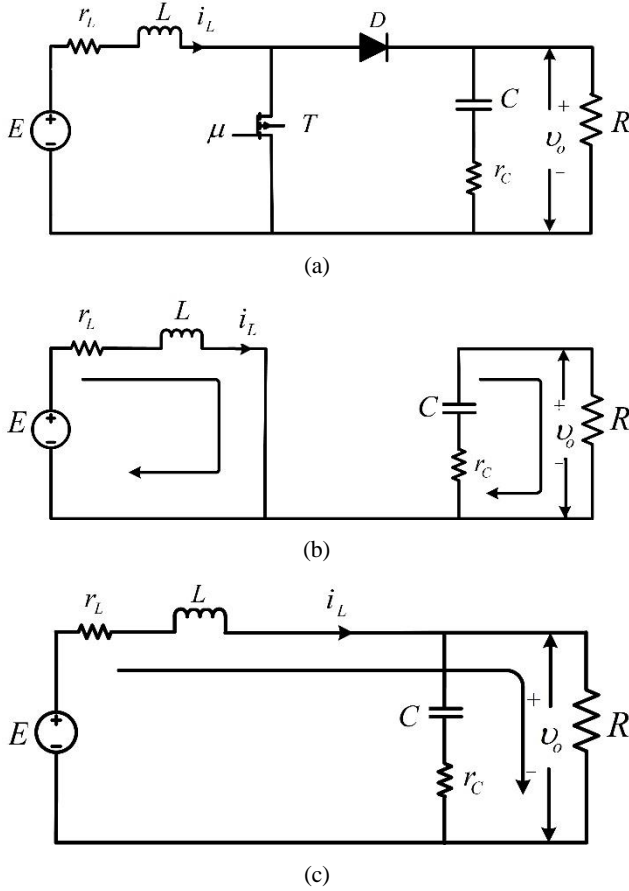 r_L L i_L D
E + − μ T C r_C + υ_o − R
(a)
r_L L i_L
E + − C r_C + υ_o − R
(b)
r_L L i_L
E + − C r_C + υ_o − R
(c)